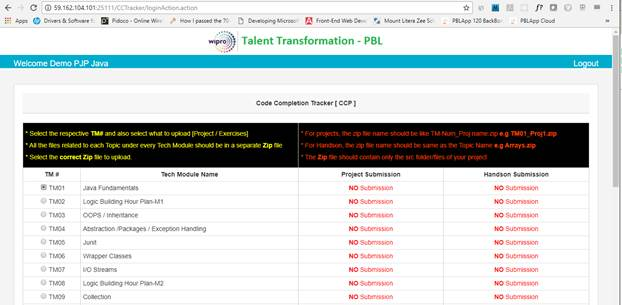 59.162.104.101:25111/CCTracker/loginAction.action
Apps
Drivers & Software f
Pidoco - Online Wire
How I passed the 70-
Developing Microsof
Front-End Web Deve
Mount Litera Zee Sch
PBLApp 120 BackBon
PBLApp Cloud
wipro
Talent Transformation - PBL
Welcome Demo PJP Java
Logout
Code Completion Tracker [ CCP ]
* Select the respective TM# and also select what to upload [Project / Exercises]
* All the files related to each Topic under every Tech Module should be in a separate Zip file
* Select the correct Zip file to upload.
* For projects, the zip file name should be like TM-Num_Proj name.zip e.g TM01_Proj1.zip
* For Handson, the zip file name should be same as the Topic Name e.g Arrays.zip
* The Zip file should contain only the src folder/files of your project
TM # Tech Module Name Project Submission Handson Submission
TM01 Java Fundamentals NO Submission NO Submission
TM02 Logic Building Hour Plan-M1 NO Submission NO Submission
TM03 OOPS / Inheritance NO Submission NO Submission
TM04 Abstraction /Packages / Exception Handling NO Submission NO Submission
TM05 Junit NO Submission NO Submission
TM06 Wrapper Classes NO Submission NO Submission
TM07 I/O Streams NO Submission NO Submission
TM08 Logic Building Hour Plan-M2 NO Submission NO Submission
TM09 Collection NO Submission NO Submission